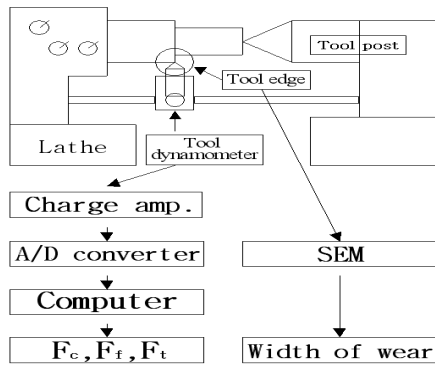 Tool post
Tool edge
Lathe
Tool
dynamometer
Charge amp.
A/D converter
SEM
Computer
Fc,Ff,Ft
Width of wear